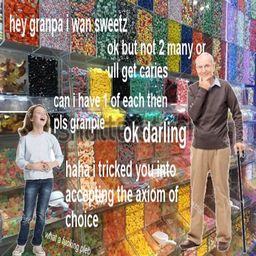 hey granpa i wan sweetz
ok but not 2 many or
ull get caries
can i have 1 of each then
pls granpie
ok darling
haha i tricked you into
accepting the axiom of
choice